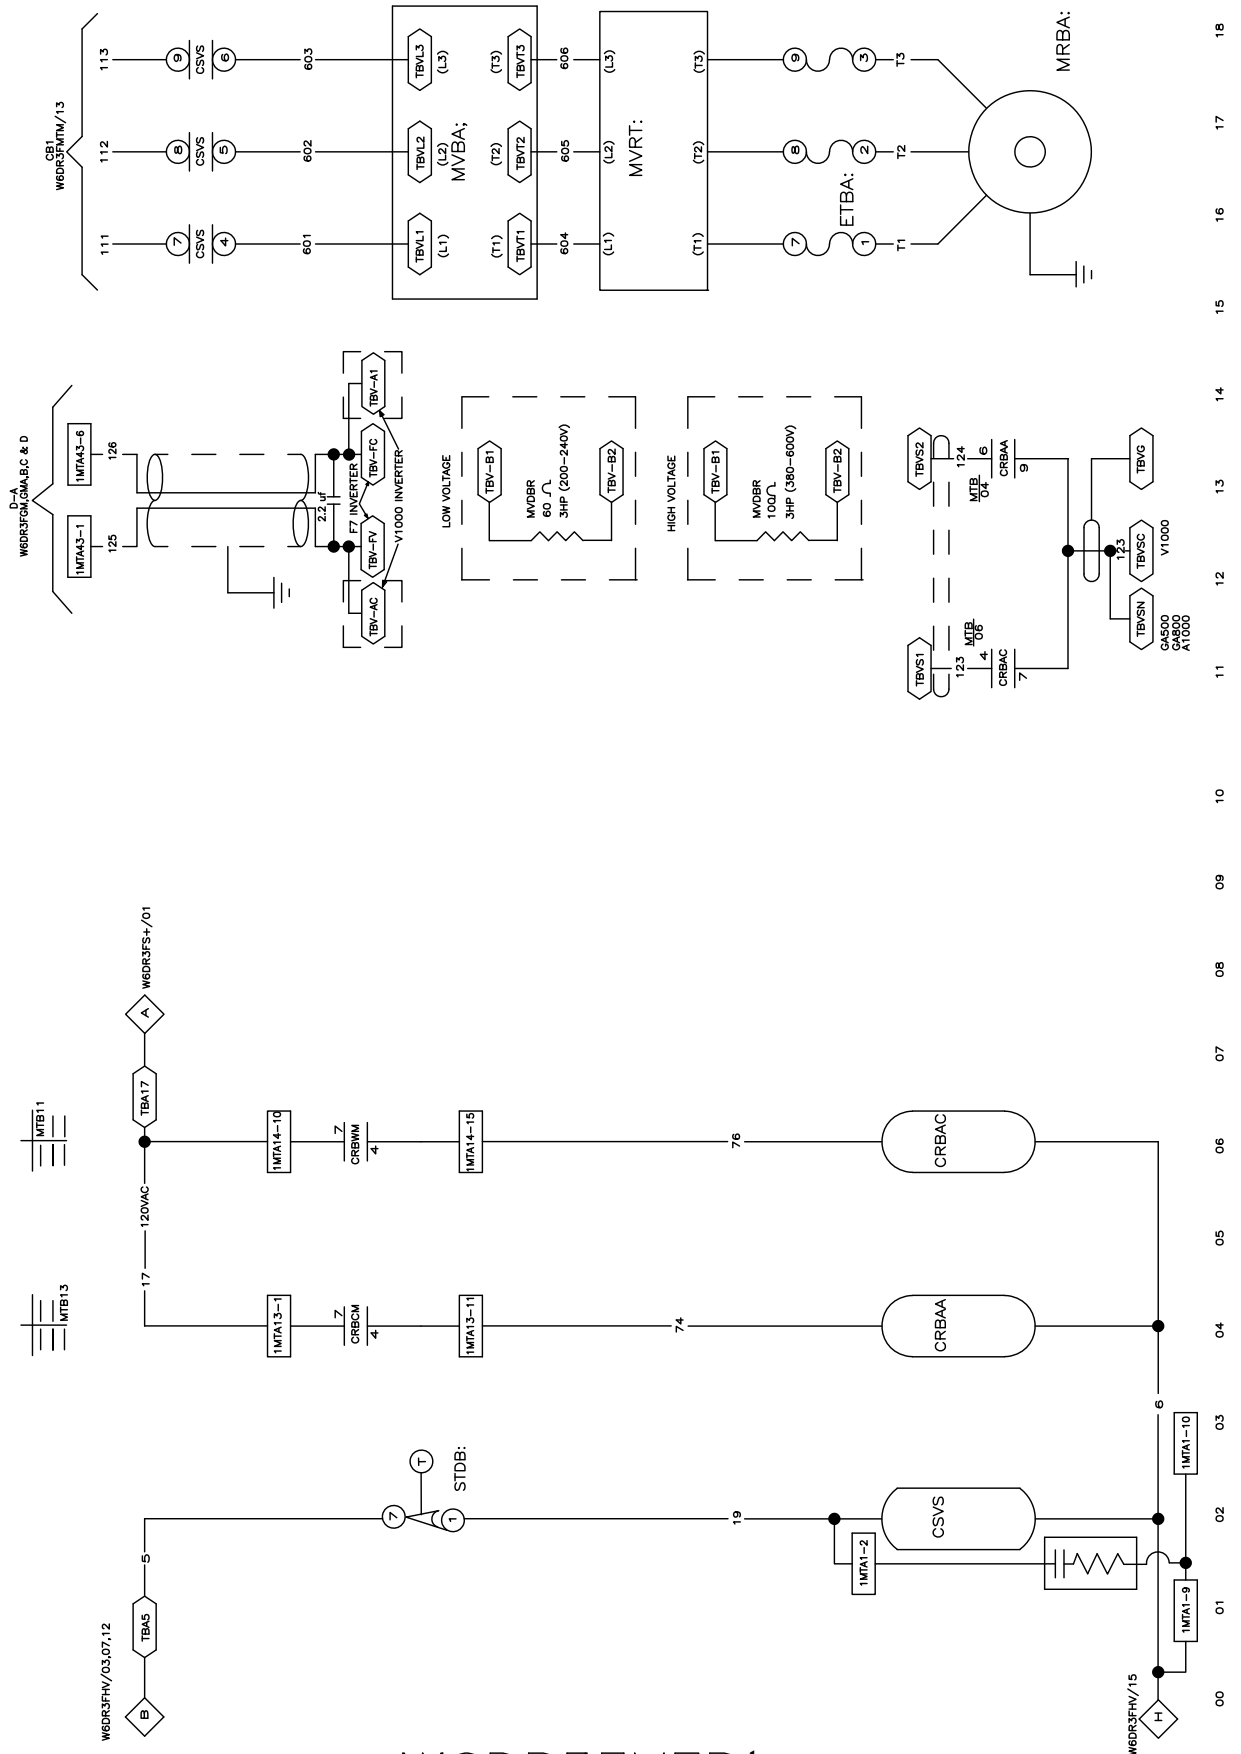 CB1
W6DR3FMTM/13
111
112
113
7
8
9
CSVS
CSVS
CSVS
4
5
6
601
602
603
TBVL1
TBVL2
TBVL3
(L1)
(L2)
(L3)
MVBA;
(T1)
(T2)
(T3)
TBVT1
TBVT2
TBVT3
604
605
606
(L1)
(L2)
(L3)
MVRT:
(T1)
(T2)
(T3)
7
8
9
ETBA:
1
2
3
T1
T2
T3
MRBA:
D-A
W6DR3FGM,GMA,B,C & D
1MTA43-1
1MTA43-6
125
126
2.2 uf
F7 INVERTER
TBV-AC
TBV-FV
TBV-FC
TBV-A1
V1000 INVERTER
LOW VOLTAGE
TBV-B1
MVDBR
60 Ω
3HP (200-240V)
TBV-B2
HIGH VOLTAGE
TBV-B1
MVDBR
100Ω
3HP (380-600V)
TBV-B2
TBVS1
TBVS2
123
124
MTB
06
MTB
04
4
CRBAC
7
6
CRBAA
9
123
TBVSN
TBVSC
TBVG
GA500
GA800
A1000
V1000
MTB11
MTB13
W6DR3FS+/01
A
TBA17
120VAC
17
1MTA14-10
7
CRBWM
4
1MTA14-15
76
CRBAC
1MTA13-1
7
CRBCM
4
1MTA13-11
74
CRBAA
W6DR3FHV/03,07,12
B
TBA5
5
7
T
1
STDB:
19
1MTA1-2
CSVS
6
1MTA1-9
1MTA1-10
W6DR3FHV/15
H
00
01
02
03
04
05
06
07
08
09
10
11
12
13
14
15
16
17
18